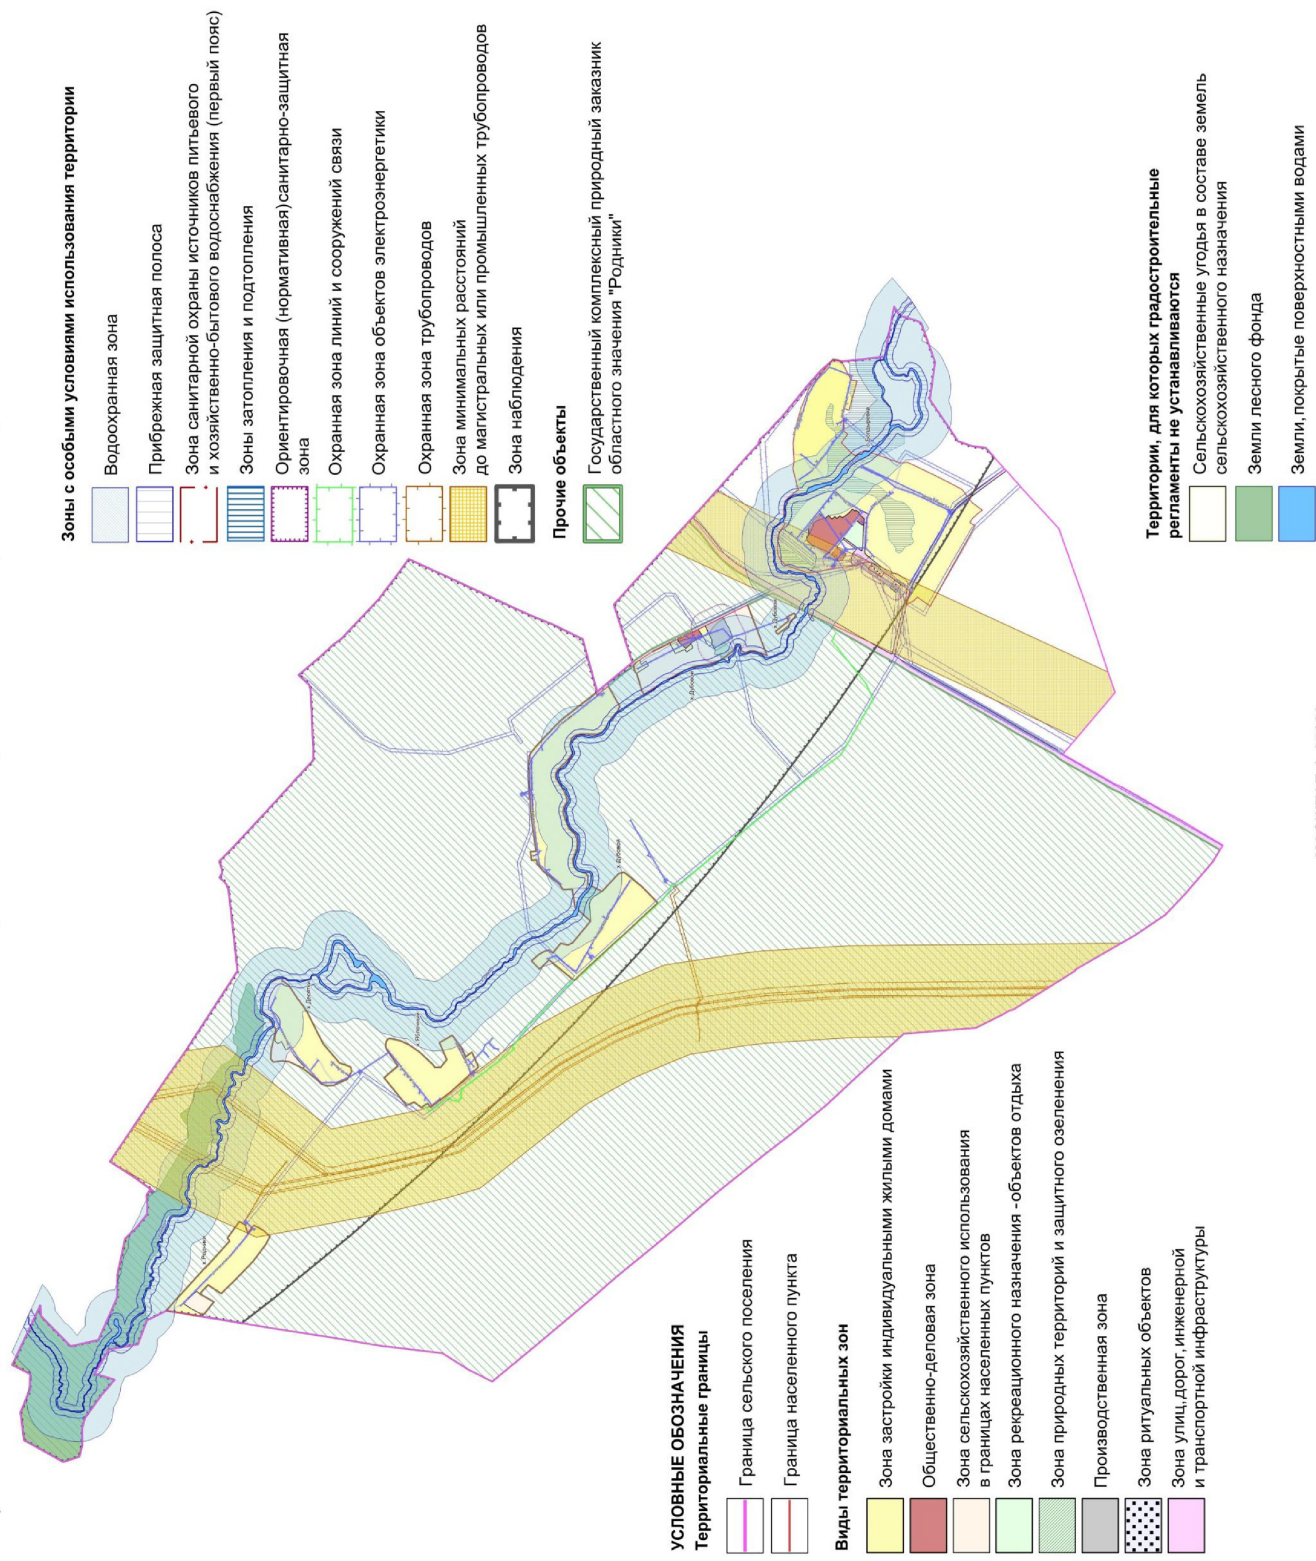 Зоны с особыми условиями использования территории
Водоохранная зона
Прибрежная защитная полоса
Зона санитарной охраны источников питьевого
и хозяйственно-бытового водоснабжения (первый пояс)
Зоны затопления и подтопления
Ориентировочная (нормативная)санитарно-защитная
зона
Охранная зона линий и сооружений связи
Охранная зона объектов электроэнергетики
Охранная зона трубопроводов
Зона минимальных расстояний
до магистральных или промышленных трубопроводов
Зона наблюдения
Прочие объекты
Государственный комплексный природный заказник
областного значения "Родники"
Территории, для которых градостроительные
регламенты не устанавливаются
Сельскохозяйственные угодья в составе земель
сельскохозяйственного назначения
Земли лесного фонда
Земли, покрытые поверхностными водами
УСЛОВНЫЕ ОБОЗНАЧЕНИЯ
Территориальные границы
Граница сельского поселения
Граница населенного пункта
Виды территориальных зон
Зона застройки индивидуальными жилыми домами
Общественно-деловая зона
Зона сельскохозяйственного использования
в границах населенных пунктов
Зона рекреационного назначения -объектов отдыха
Зона природных территорий и защитного озеленения
Производственная зона
Зона ритуальных объектов
Зона улиц,дорог,инженерной
и транспортной инфраструктуры